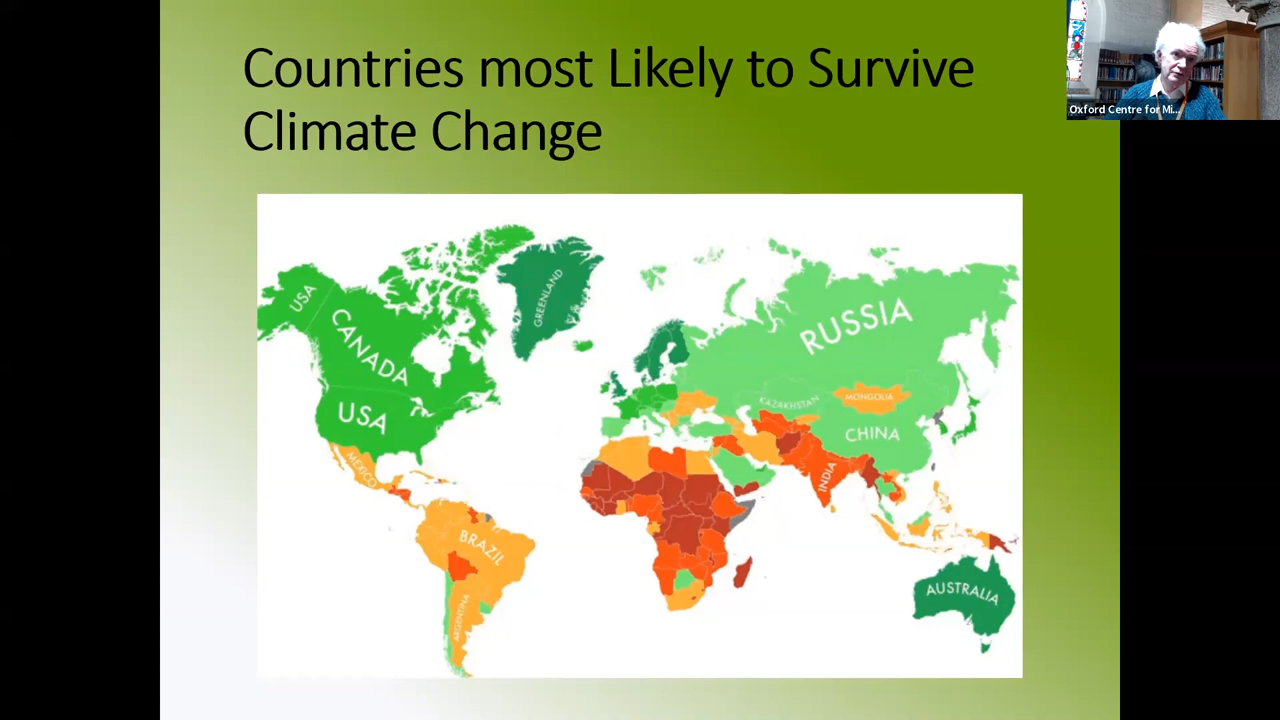 Countries most Likely to Survive
Climate Change
Oxford Centre for Mi...
USA
CANADA
USA
MEXICO
GREENLAND
BRAZIL
ARGENTINA
RUSSIA
KAZAKHSTAN
MONGOLIA
CHINA
INDIA
AUSTRALIA